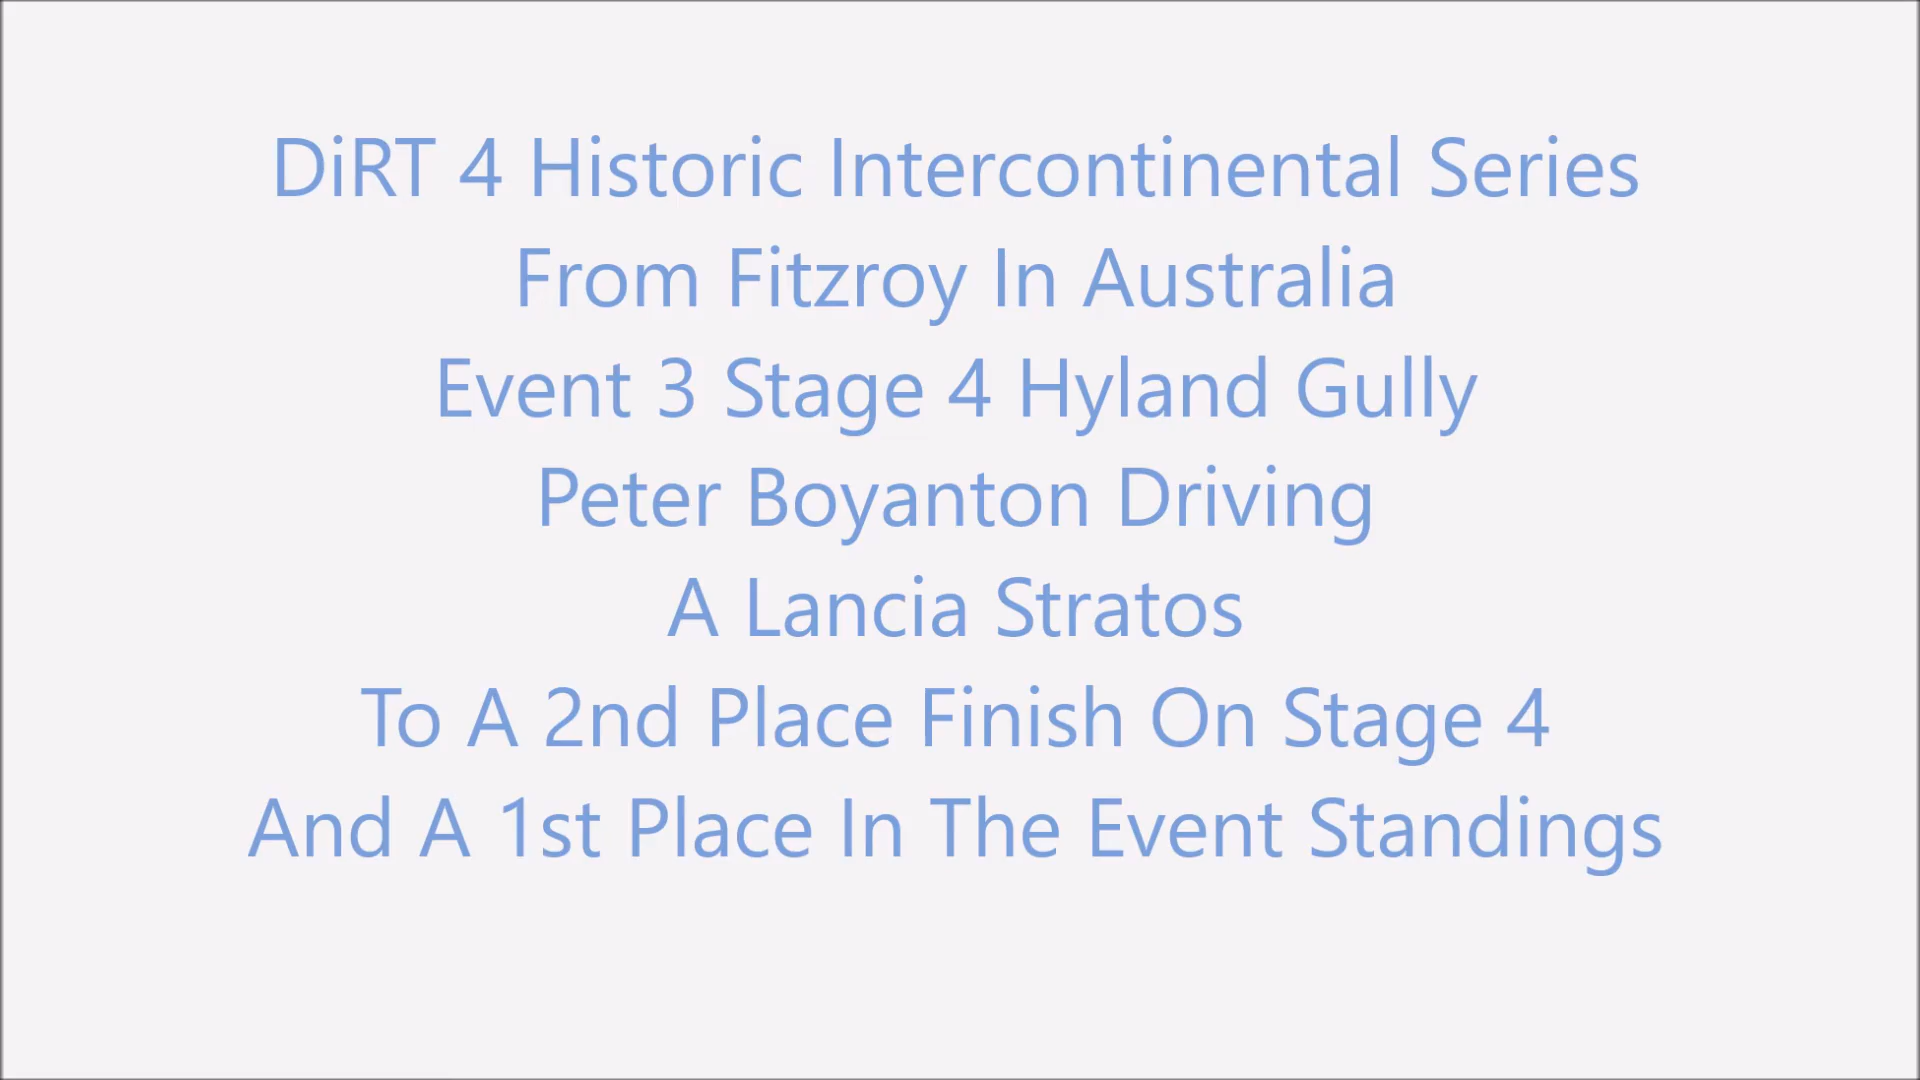 DiRT 4 Historic Intercontinental Series
From Fitzroy In Australia
Event 3 Stage 4 Hyland Gully
Peter Boyanton Driving
A Lancia Stratos
To A 2nd Place Finish On Stage 4
And A 1st Place In The Event Standings